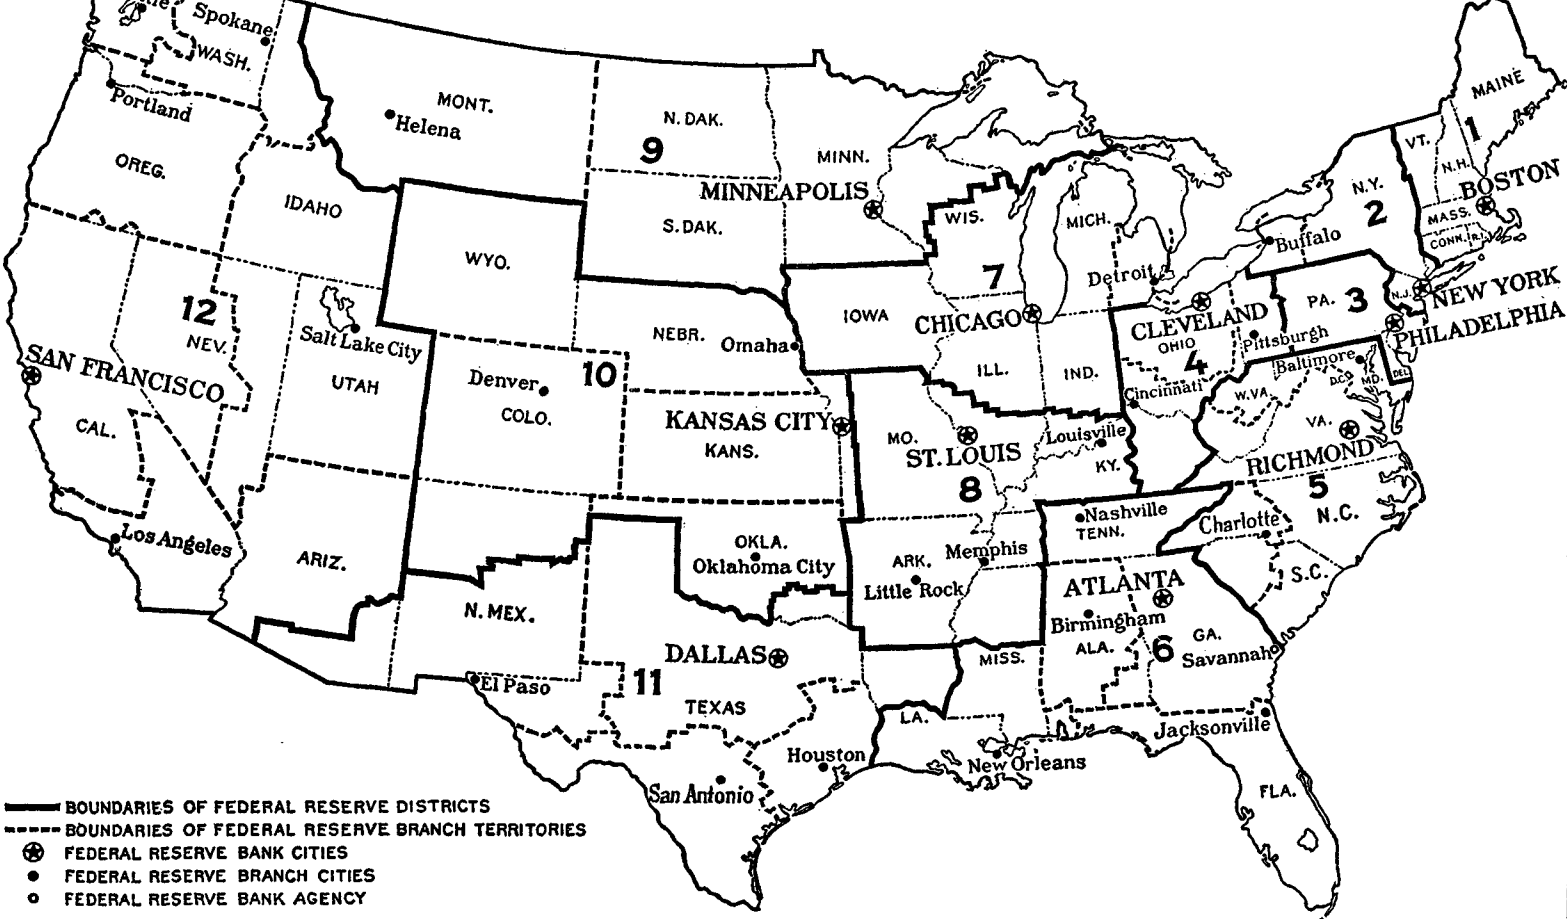 Spokane
WASH.
Portland
OREG.
IDAHO
MONT.
Helena
N. DAK.
9
S. DAK.
MINN.
MINNEAPOLIS
WIS.
MICH.
Detroit
7
WYO.
12
NEV.
Salt Lake City
UTAH
SAN FRANCISCO
CAL.
Los Angeles
ARIZ.
NEBR.
Omaha
Denver
10
COLO.
KANSAS CITY
KANS.
IOWA
CHICAGO
ILL.
IND.
MO.
ST. LOUIS
8
Louisville
KY.
CLEVELAND
OHIO
4
Cincinnati
Pittsburgh
Buffalo
N.Y.
2
VT.
N.H.
1
MAINE
BOSTON
MASS.
CONN.
R.I.
N.J.
NEW YORK
PA.
3
PHILADELPHIA
Baltimore
D.C.
MD.
DEL.
W.VA.
VA.
RICHMOND
5
N.C.
Charlotte
S.C.
Nashville
TENN.
Memphis
ARK.
Little Rock
OKLA.
Oklahoma City
N. MEX.
El Paso
DALLAS
11
TEXAS
Houston
San Antonio
LA.
New Orleans
MISS.
ATLANTA
Birmingham
ALA.
6
GA.
Savannah
Jacksonville
FLA.
BOUNDARIES OF FEDERAL RESERVE DISTRICTS
BOUNDARIES OF FEDERAL RESERVE BRANCH TERRITORIES
FEDERAL RESERVE BANK CITIES
FEDERAL RESERVE BRANCH CITIES
FEDERAL RESERVE BANK AGENCY